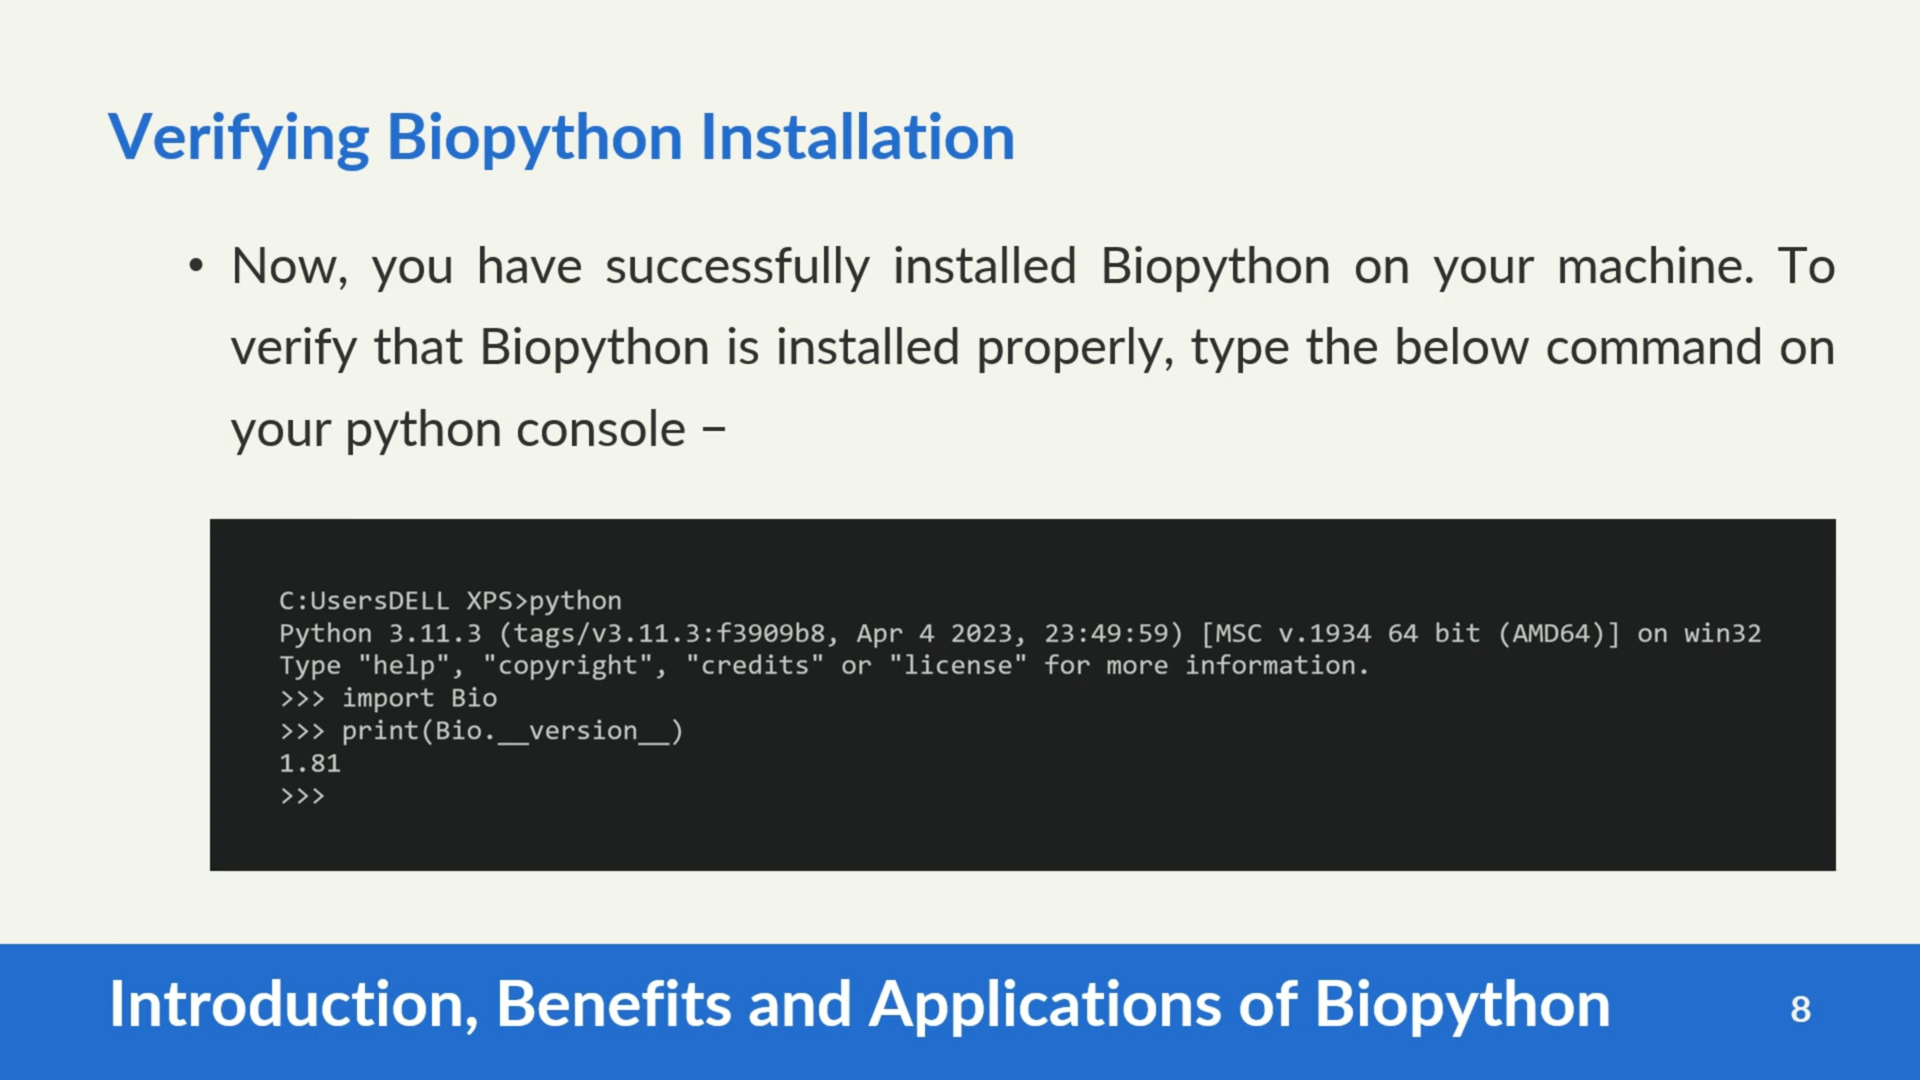 Verifying Biopython Installation
• Now, you have successfully installed Biopython on your machine. To
verify that Biopython is installed properly, type the below command on
your python console −
C:UsersDELL XPS>python
Python 3.11.3 (tags/v3.11.3:f3909b8, Apr 4 2023, 23:49:59) [MSC v.1934 64 bit (AMD64)] on win32
Type "help", "copyright", "credits" or "license" for more information.
>>> import Bio
>>> print(Bio.__version__)
1.81
>>>
Introduction, Benefits and Applications of Biopython
8